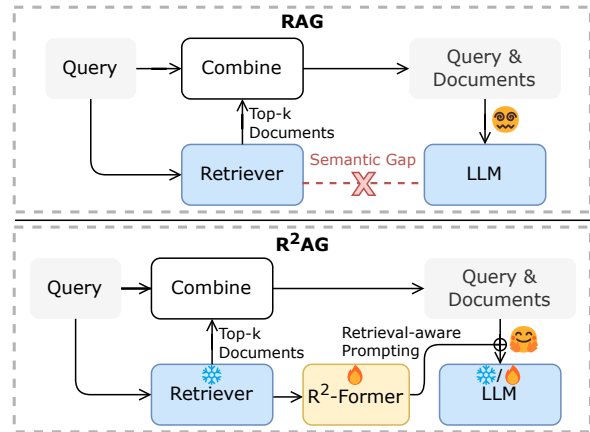 RAG
Query
Combine
Query &
Documents
Top-k
Documents
Retriever
Semantic Gap
LLM
R²AG
Query
Combine
Query &
Documents
Top-k
Documents
Retrieval-aware
Prompting
Retriever
R²-Former
/
LLM